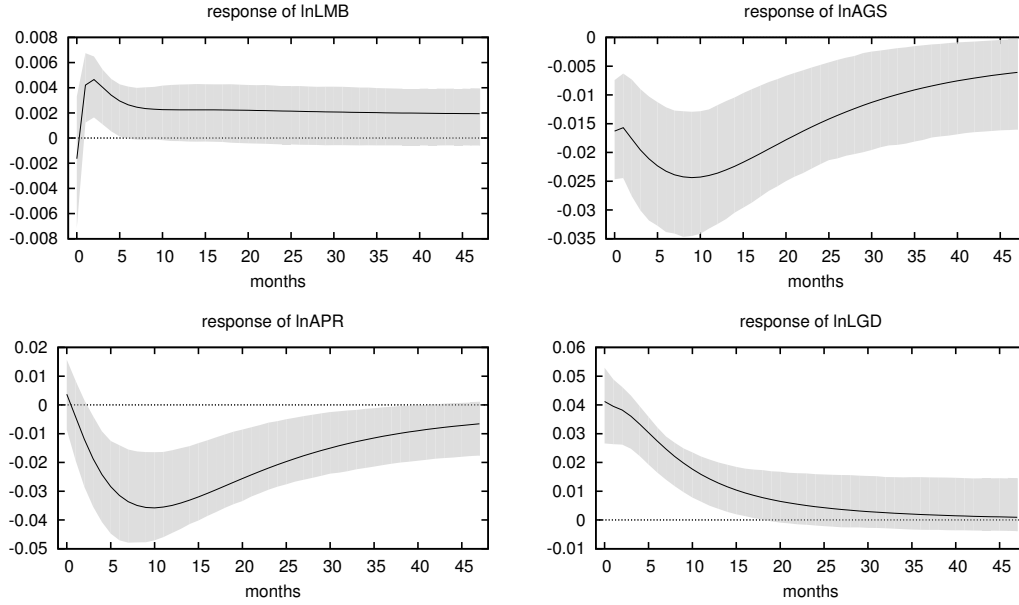 response of lnLMB
0.008
0.006
0.004
0.002
0
-0.002
-0.004
-0.006
-0.008
0 5 10 15 20 25 30 35 40 45
months
response of lnAGS
0
-0.005
-0.01
-0.015
-0.02
-0.025
-0.03
-0.035
0 5 10 15 20 25 30 35 40 45
months
response of lnAPR
0.02
0.01
0
-0.01
-0.02
-0.03
-0.04
-0.05
0 5 10 15 20 25 30 35 40 45
months
response of lnLGD
0.06
0.05
0.04
0.03
0.02
0.01
0
-0.01
0 5 10 15 20 25 30 35 40 45
months